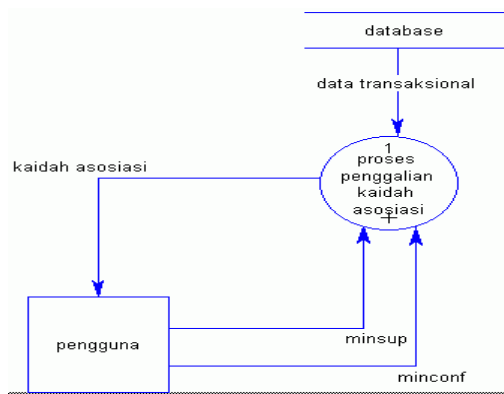 database
data transaksional
1
proses
penggalian
kaidah
asosiasi
+
kaidah asosiasi
pengguna
minsup
minconf